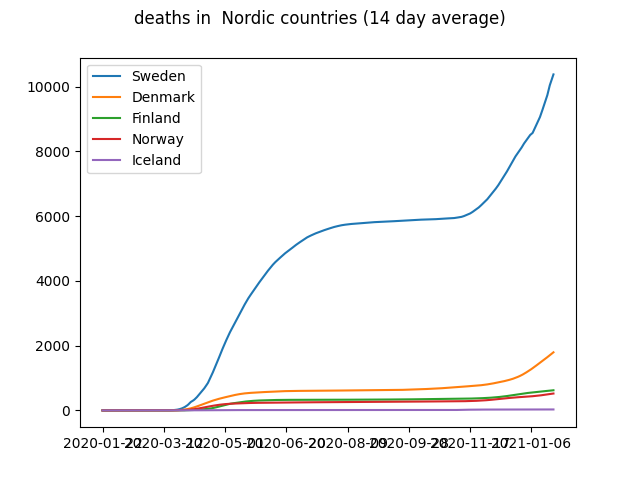 deaths in  Nordic countries (14 day average)
Sweden
Denmark
Finland
Norway
Iceland
10000
8000
6000
4000
2000
0
2020-01-22 2020-03-12 2020-05-01 2020-06-20 2020-08-09 2020-09-28 2020-11-17 2021-01-06